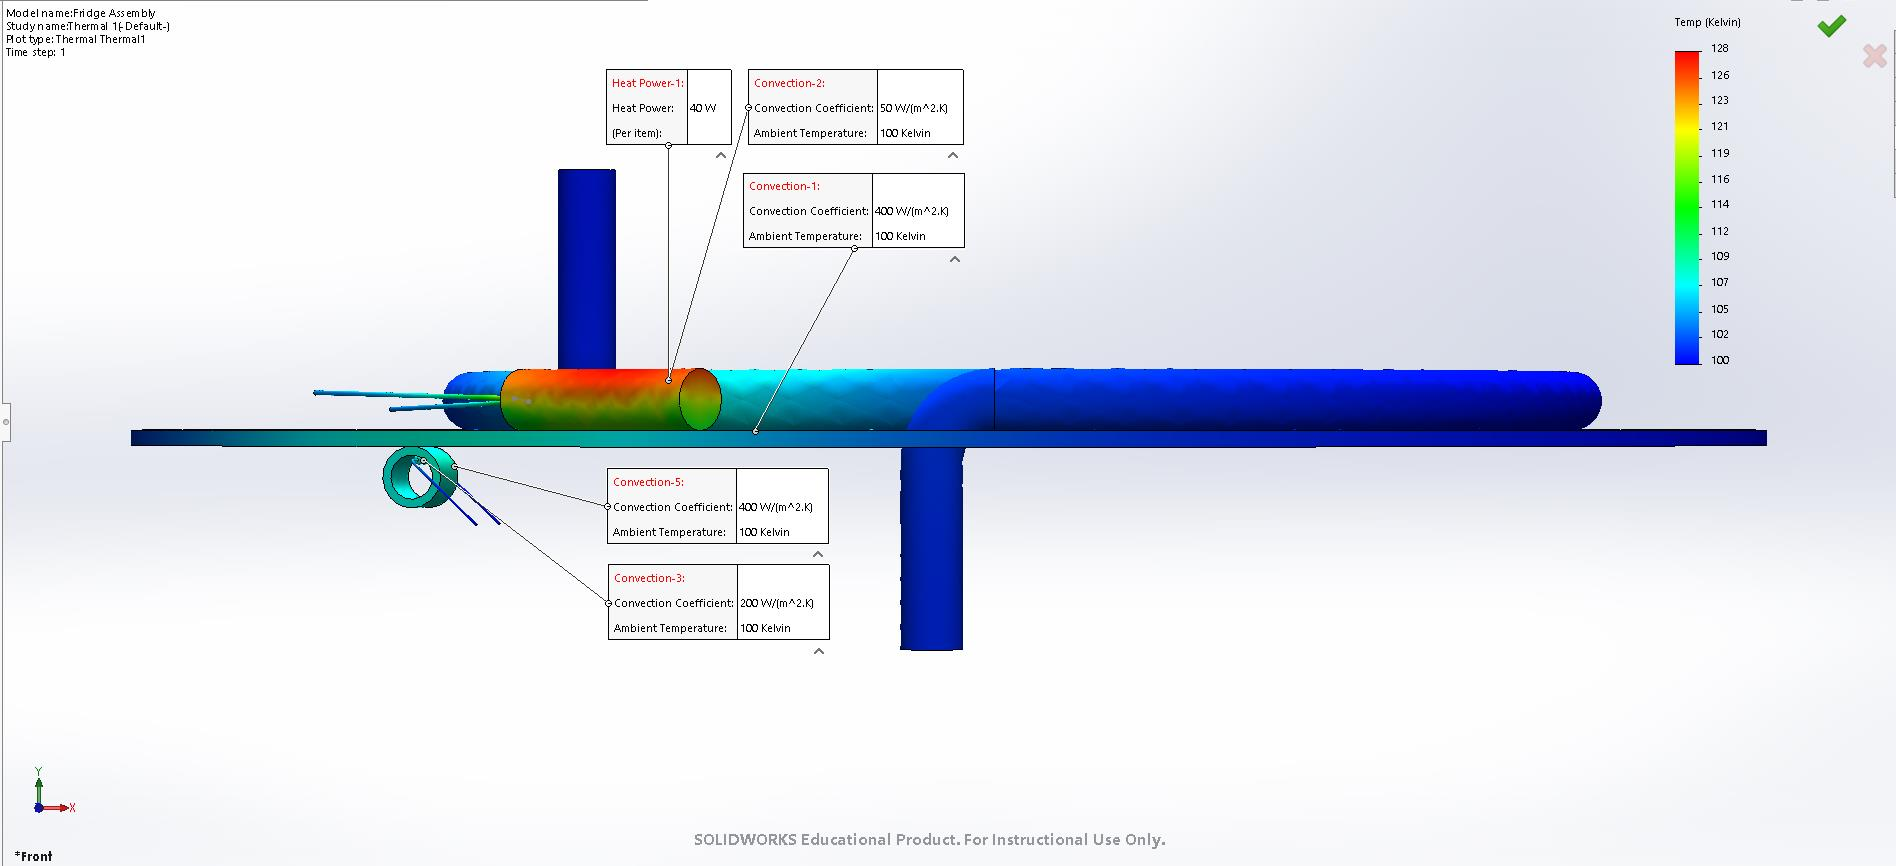 Model name:Fridge Assembly
Study name:Thermal 1(-Default-)
Plot type: Thermal Thermal1
Time step: 1
Temp (Kelvin)
128
126
123
121
119
116
114
112
109
107
105
102
100
Heat Power-1:
Heat Power: 40 W
(Per item):
Convection-2:
Convection Coefficient: 50 W/(m^2.K)
Ambient Temperature: 100 Kelvin
Convection-1:
Convection Coefficient: 400 W/(m^2.K)
Ambient Temperature: 100 Kelvin
Convection-5:
Convection Coefficient: 400 W/(m^2.K)
Ambient Temperature: 100 Kelvin
Convection-3:
Convection Coefficient: 200 W/(m^2.K)
Ambient Temperature: 100 Kelvin
Y
X
SOLIDWORKS Educational Product. For Instructional Use Only.
*Front